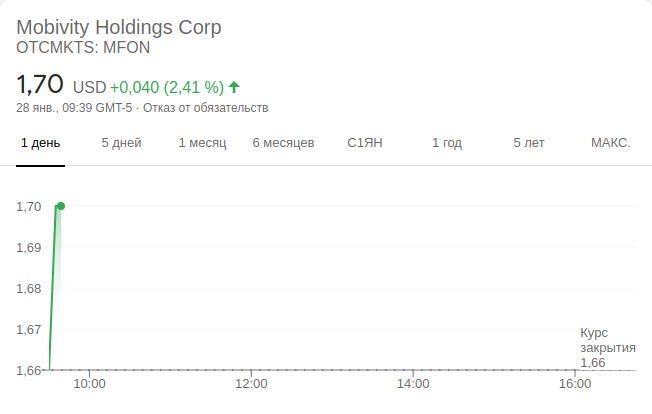 Mobivity Holdings Corp
OTCMKTS: MFON
1,70 USD +0,040 (2,41 %)
28 янв., 09:39 GMT-5 · Отказ от обязательств
1 день 5 дней 1 месяц 6 месяцев С1ЯН 1 год 5 лет МАКС.
1,70
1,69
1,68
1,67
1,66
Курс
закрытия
1,66
10:00 12:00 14:00 16:00